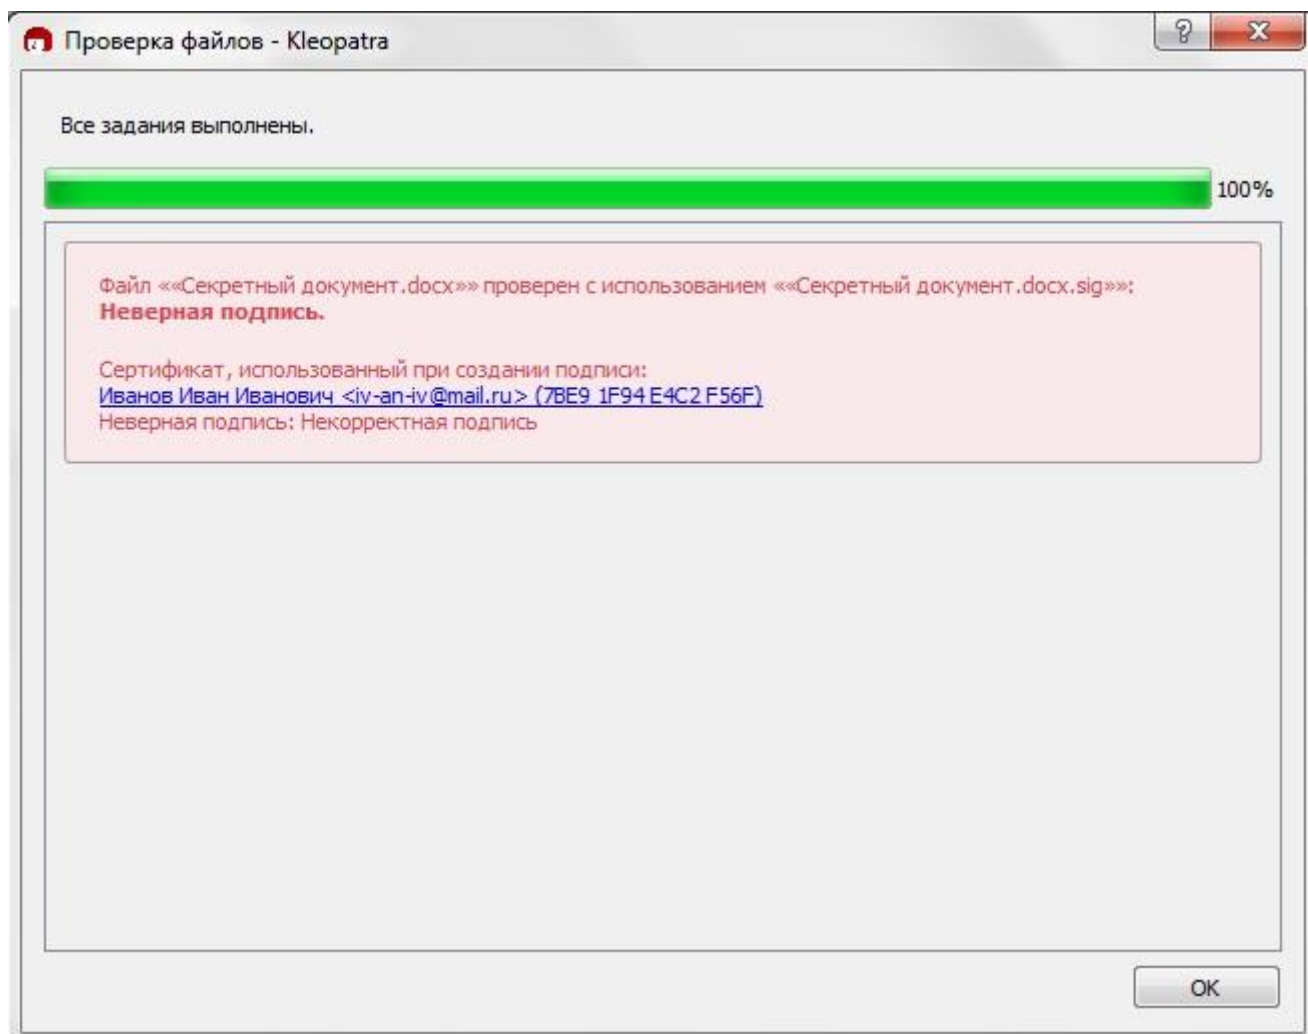 Проверка файлов - Kleopatra
Все задания выполнены.
100%
Файл ««Секретный документ.docx»» проверен с использованием ««Секретный документ.docx.sig»»:
Неверная подпись.
Сертификат, использованный при создании подписи:
Иванов Иван Иванович <iv-an-iv@mail.ru> (7BE9 1F94 E4C2 F56F)
Неверная подпись: Некорректная подпись
OK